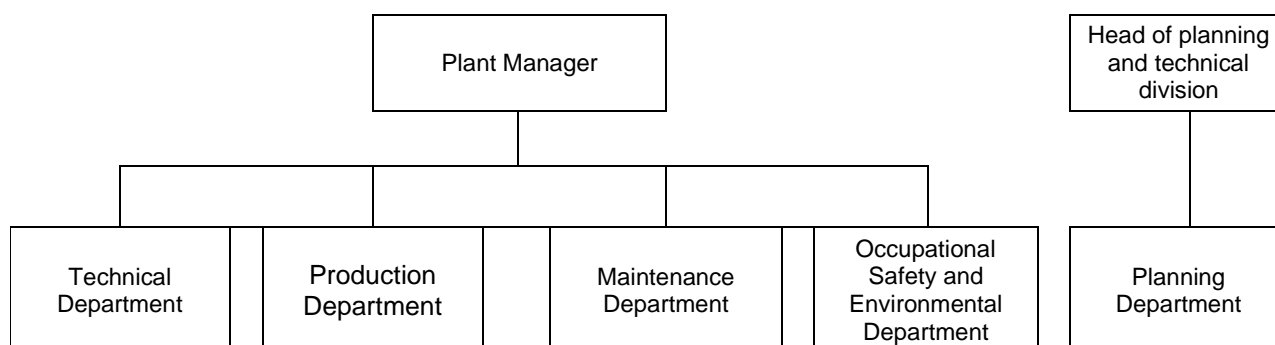 Plant Manager
Head of planning
and technical
division
Technical
Department
Production
Department
Maintenance
Department
Occupational
Safety and
Environmental
Department
Planning
Department